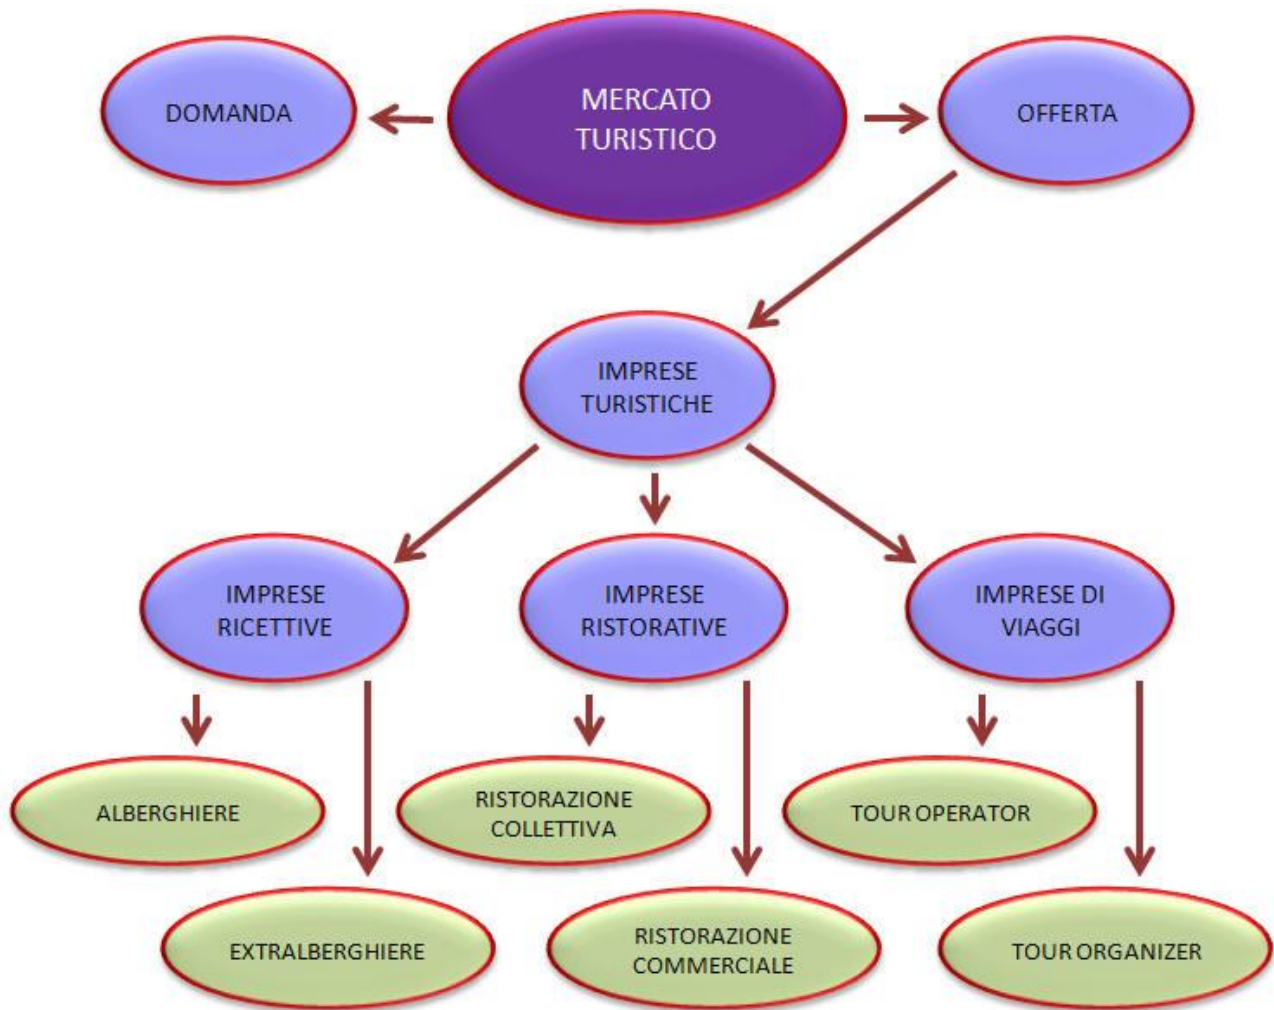 DOMANDA
MERCATO
TURISTICO
OFFERTA
IMPRESE
TURISTICHE
IMPRESE
RICETTIVE
IMPRESE
RISTORATIVE
IMPRESE DI
VIAGGI
ALBERGHIERE
RISTORAZIONE
COLLETTIVA
TOUR OPERATOR
EXTRALBERGHIERE
RISTORAZIONE
COMMERCIALE
TOUR ORGANIZER